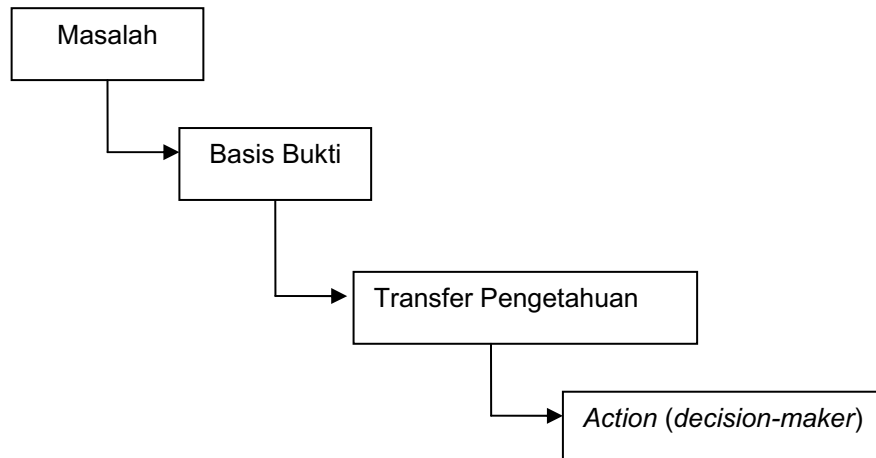 Masalah
Basis Bukti
Transfer Pengetahuan
Action (decision-maker)